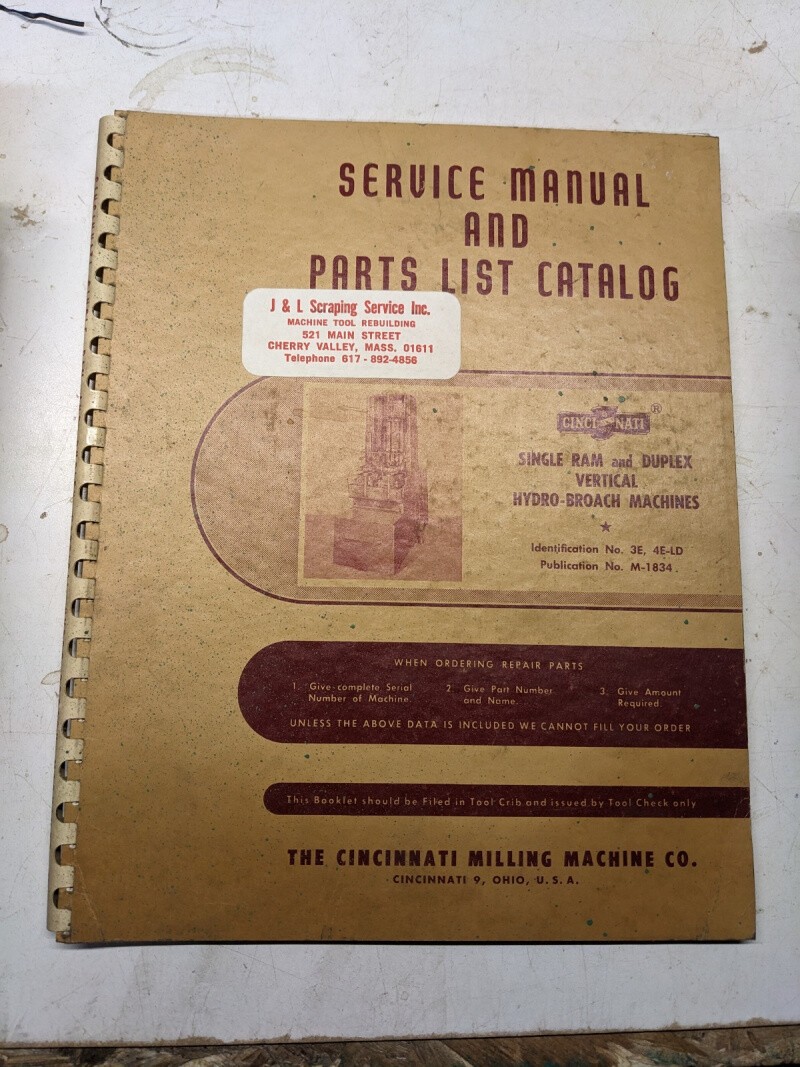 SERVICE MANUAL
AND
PARTS LIST CATALOG
J & L Scraping Service Inc.
MACHINE TOOL REBUILDING
521 MAIN STREET
CHERRY VALLEY, MASS. 01611
Telephone 617 - 892-4856
CINCINNATI ®
SINGLE RAM and DUPLEX
VERTICAL
HYDRO-BROACH MACHINES
★
Identification No. 3E, 4E-LD
Publication No. M-1834
WHEN ORDERING REPAIR PARTS
1. Give complete Serial Number of Machine.
2. Give Part Number and Name.
3. Give Amount Required.
UNLESS THE ABOVE DATA IS INCLUDED WE CANNOT FILL YOUR ORDER
This Booklet should be Filed in Tool Crib and issued by Tool Check only
THE CINCINNATI MILLING MACHINE CO.
CINCINNATI 9, OHIO, U.S.A.